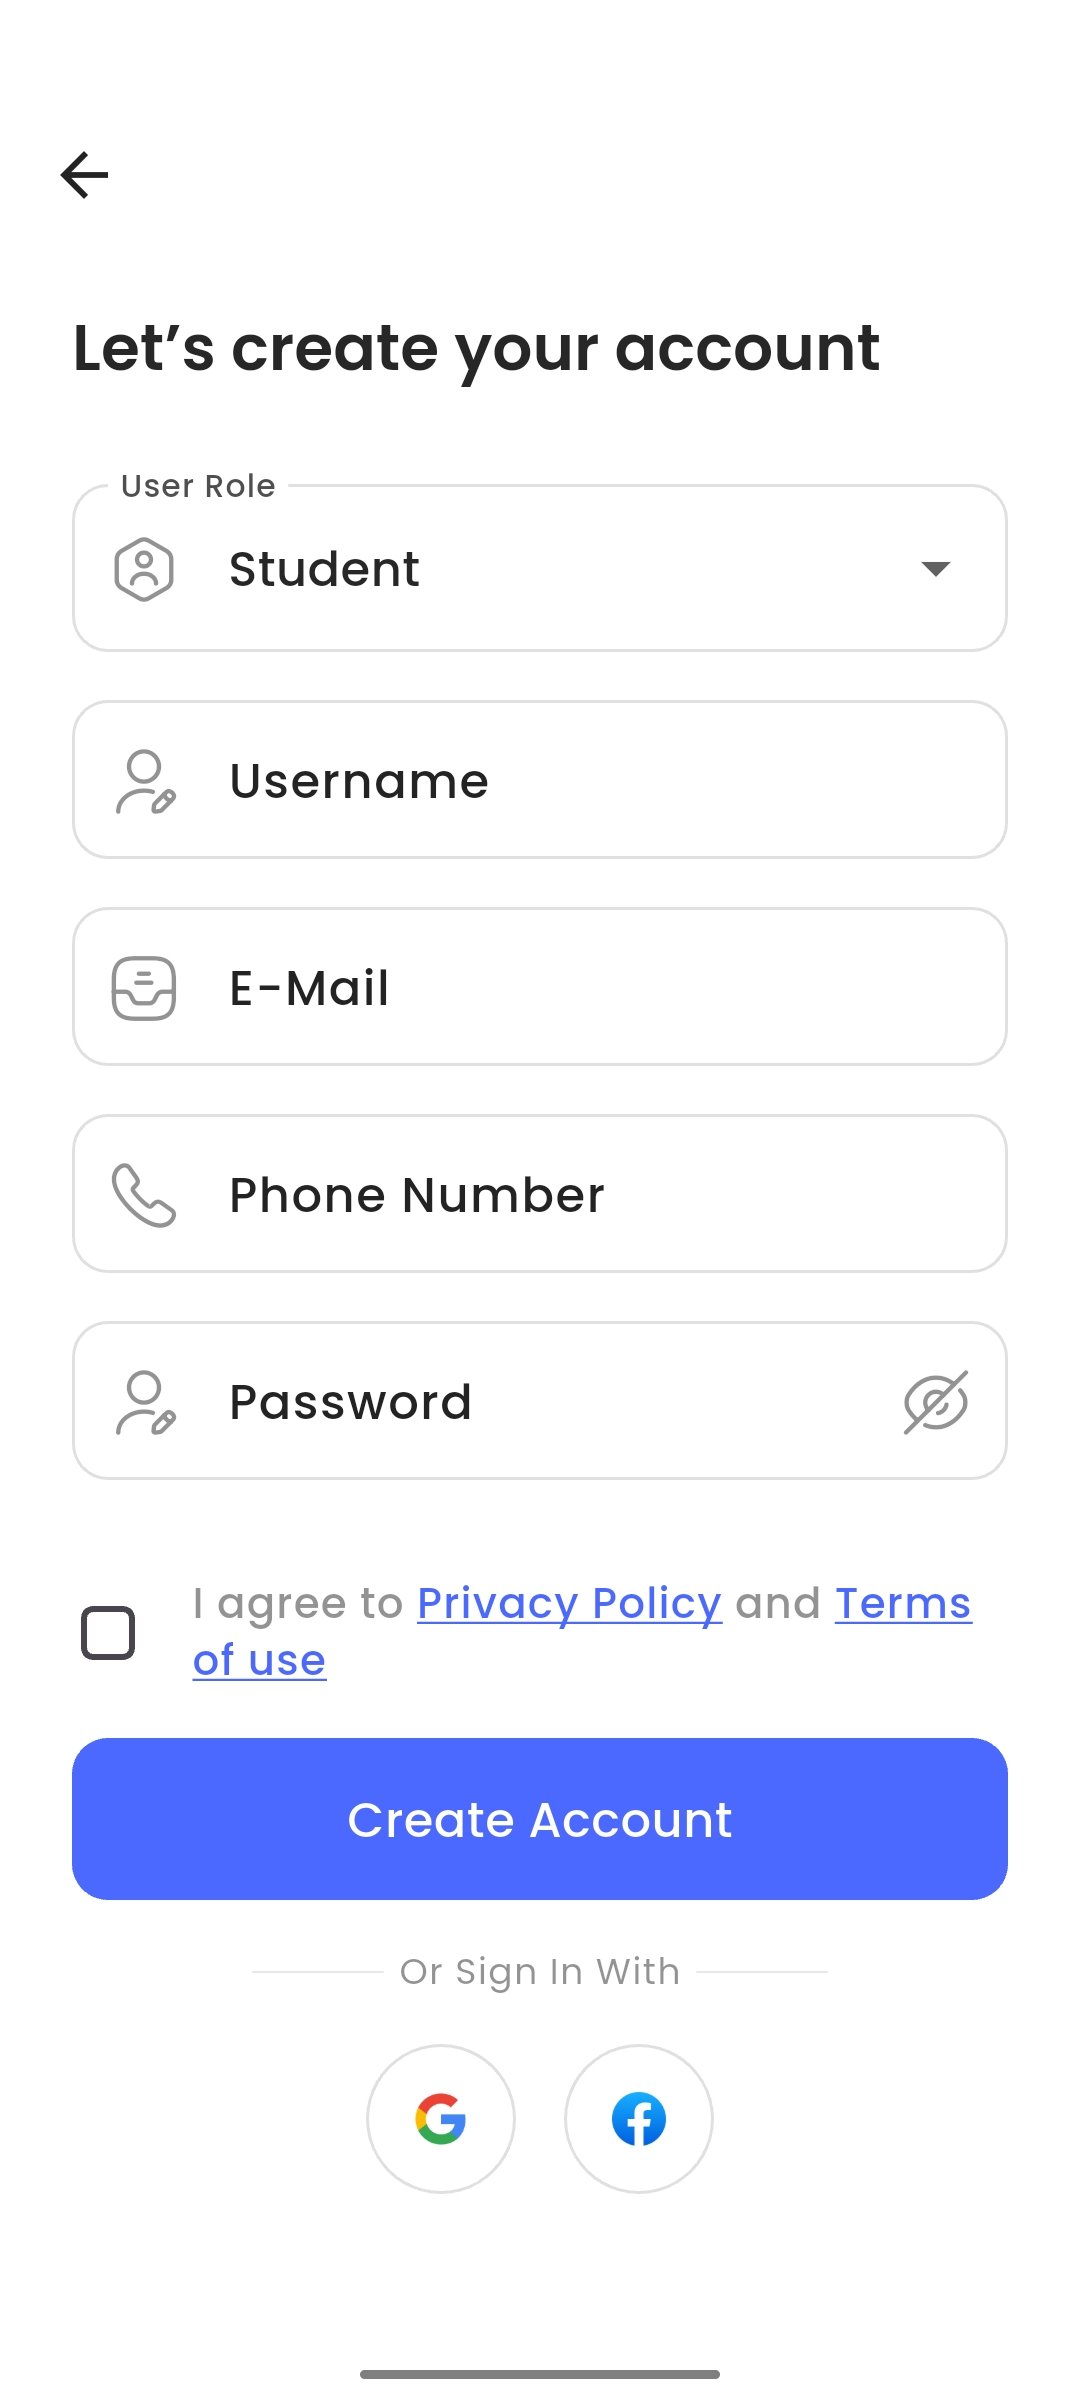 Let’s create your account
User Role
Student
Username
E-Mail
Phone Number
Password
I agree to Privacy Policy and Terms
of use
Create Account
Or Sign In With